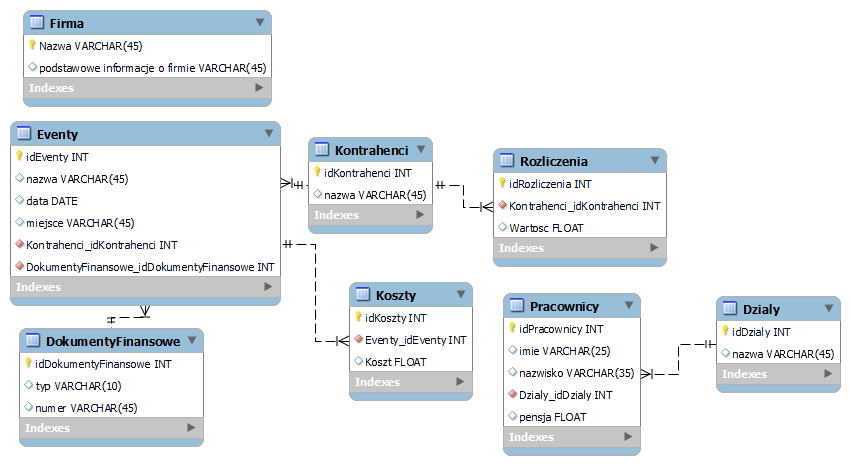 Firma
Nazwa VARCHAR(45)
podstawowe informacje o firmie VARCHAR(45)
Indexes
Eventy
idEventy INT
nazwa VARCHAR(45)
data DATE
miejsce VARCHAR(45)
Kontrahenci_idKontrahenci INT
DokumentyFinansowe_idDokumentyFinansowe INT
Indexes
Kontrahenci
idKontrahenci INT
nazwa VARCHAR(45)
Indexes
Rozliczenia
idRozliczenia INT
Kontrahenci_idKontrahenci INT
Wartosc FLOAT
Indexes
DokumentyFinansowe
idDokumentyFinansowe INT
typ VARCHAR(10)
numer VARCHAR(45)
Indexes
Koszty
idKoszty INT
Eventy_idEventy INT
Koszt FLOAT
Indexes
Pracownicy
idPracownicy INT
imie VARCHAR(25)
nazwisko VARCHAR(35)
Dzialy_idDzialy INT
pensja FLOAT
Indexes
Dzialy
idDzialy INT
nazwa VARCHAR(45)
Indexes